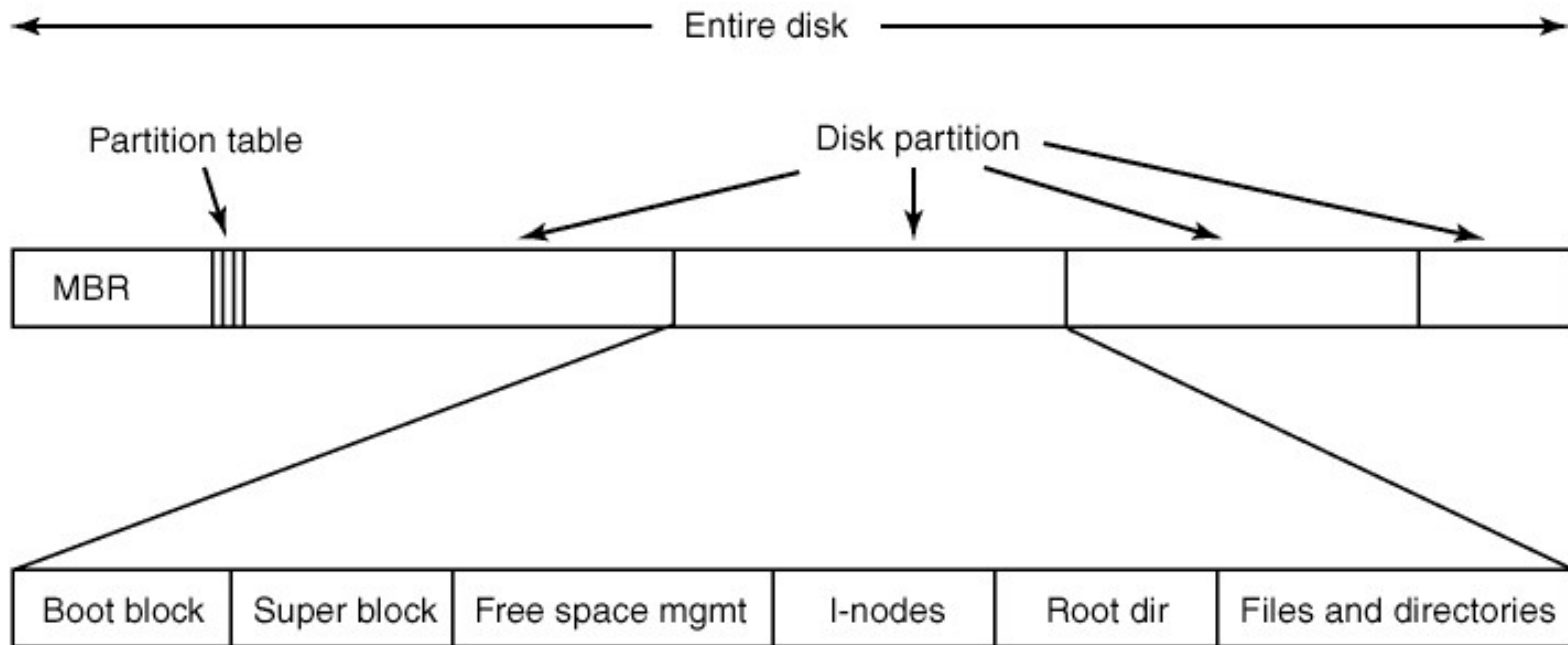 Entire disk
Partition table
Disk partition
MBR
Boot block
Super block
Free space mgmt
I-nodes
Root dir
Files and directories